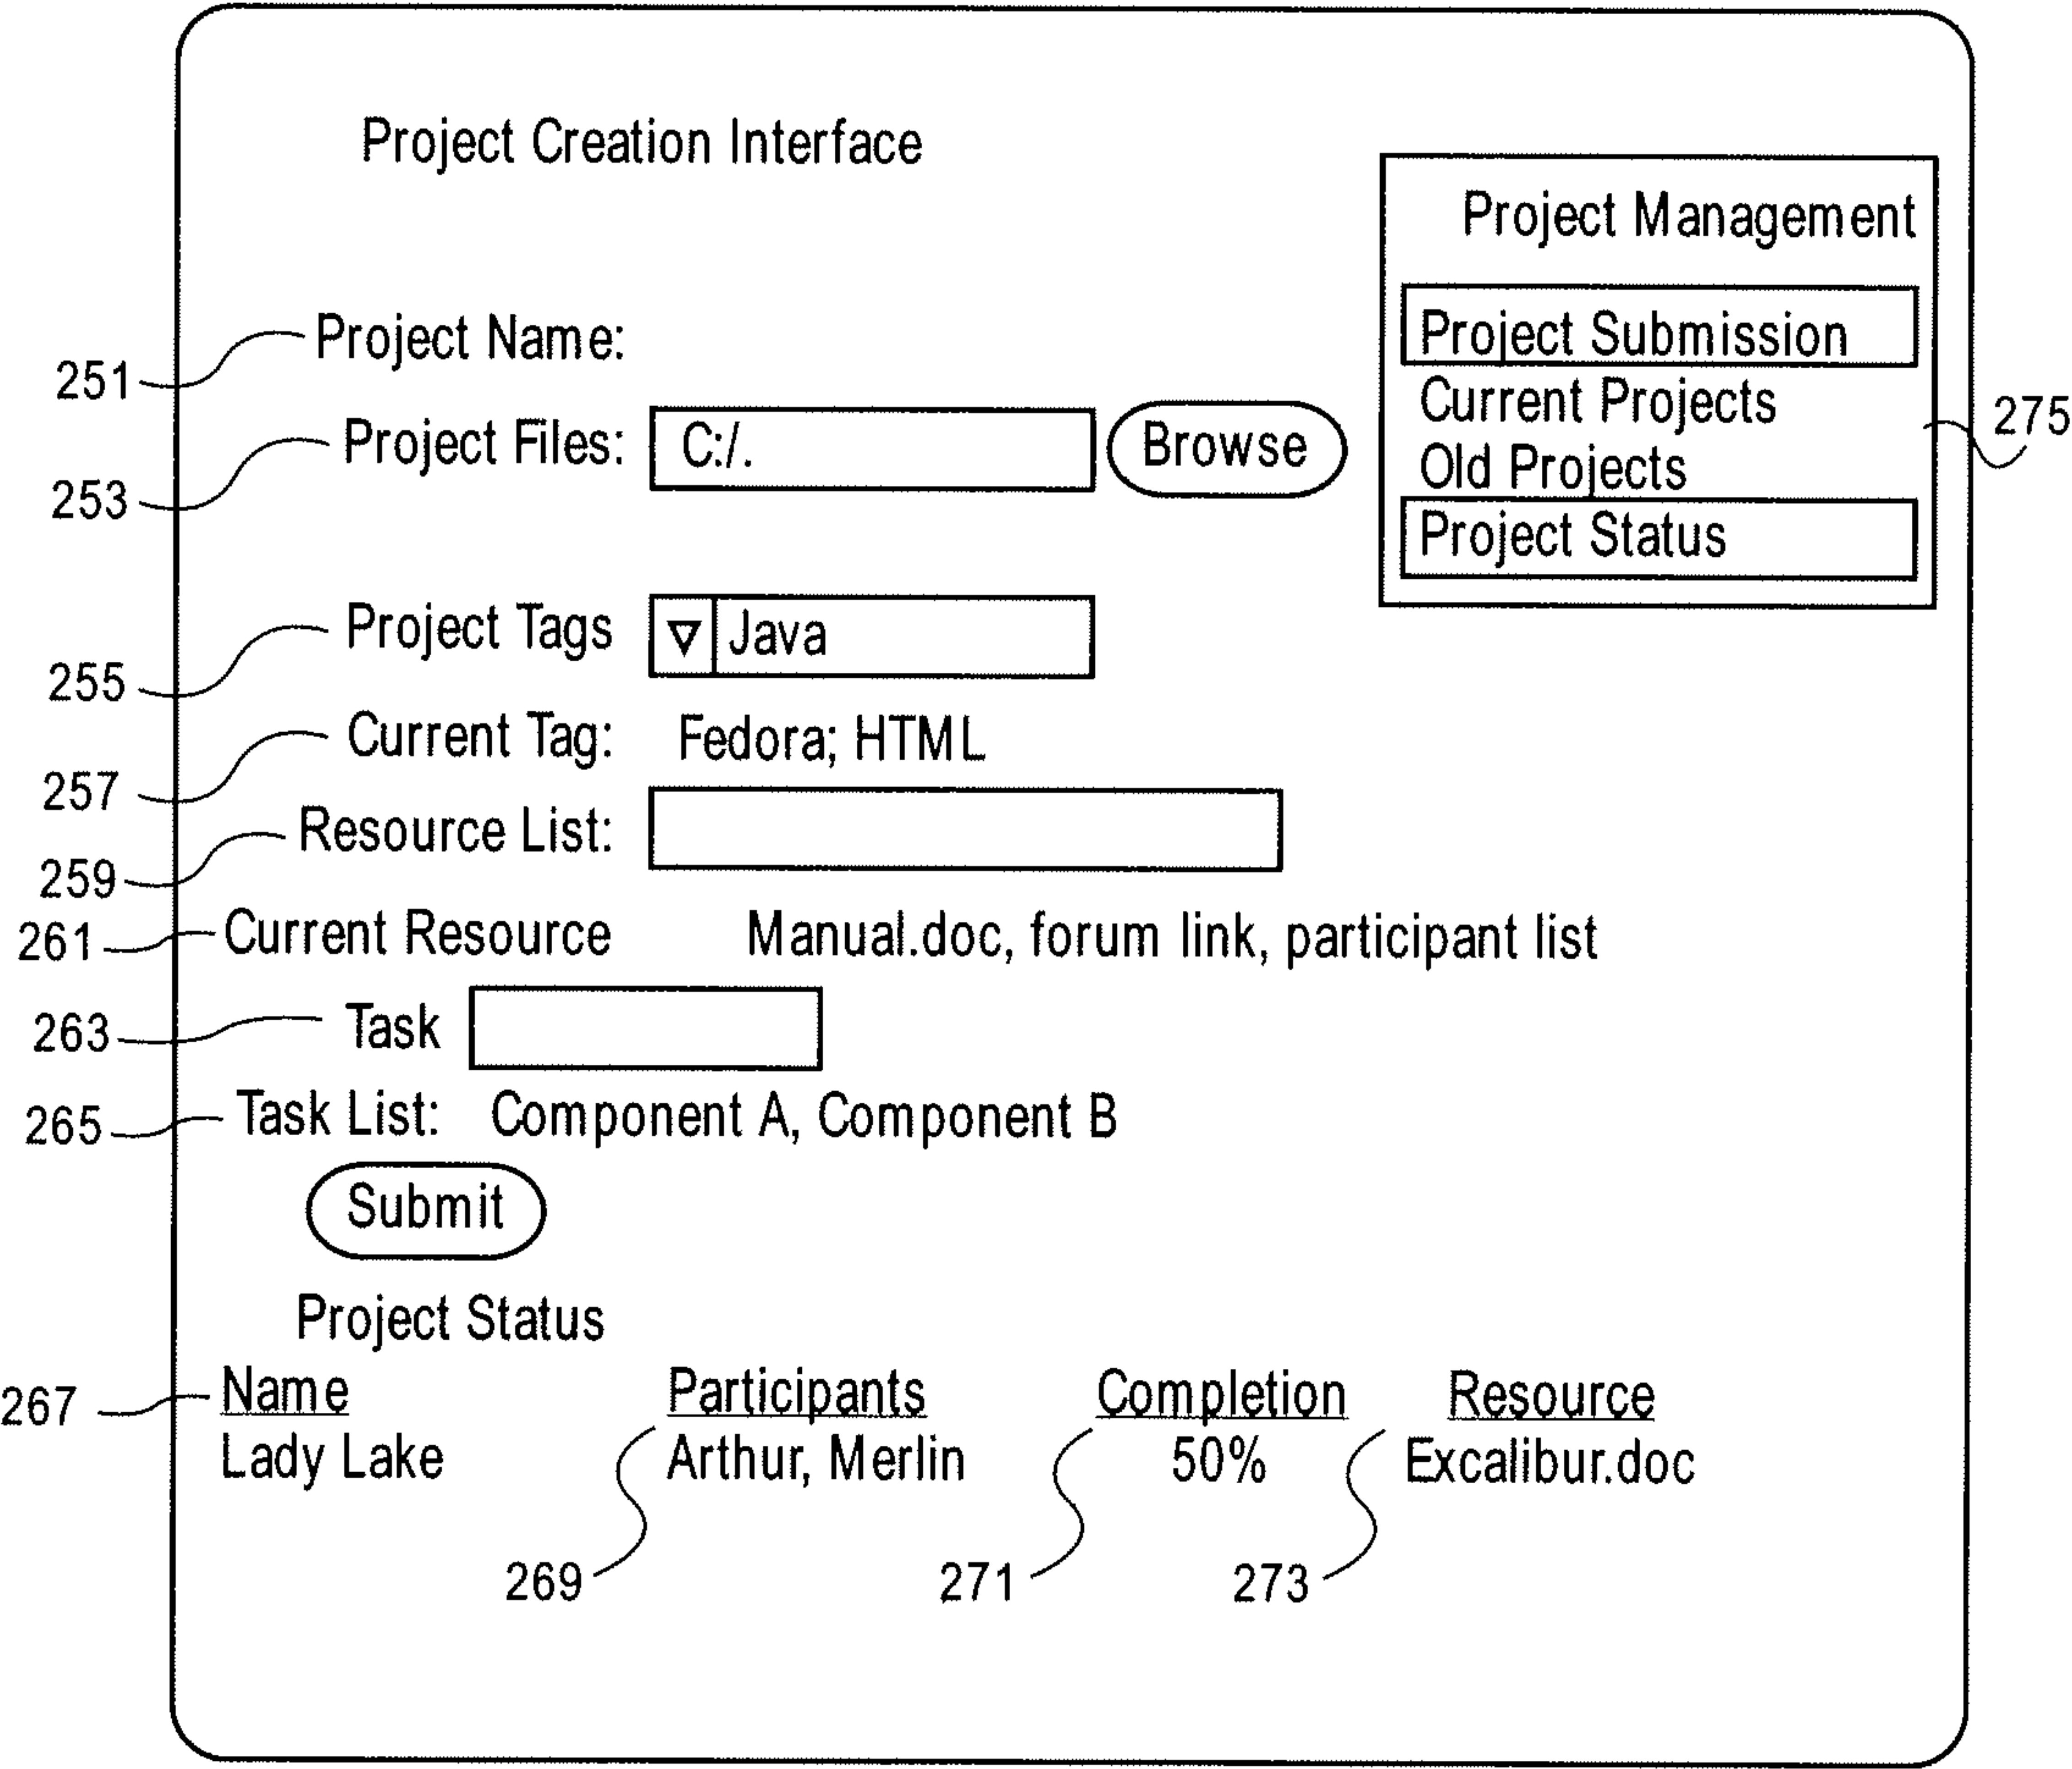 Project Creation Interface
Project Management
Project Submission
Current Projects
Old Projects
Project Status
275
251 Project Name:
253 Project Files: C:/. Browse
255 Project Tags Java
257 Current Tag: Fedora; HTML
259 Resource List:
261 Current Resource Manual.doc, forum link, participant list
263 Task
265 Task List: Component A, Component B
Submit
Project Status
267 Name Participants Completion Resource
Lady Lake Arthur, Merlin 50% Excalibur.doc
269 271 273